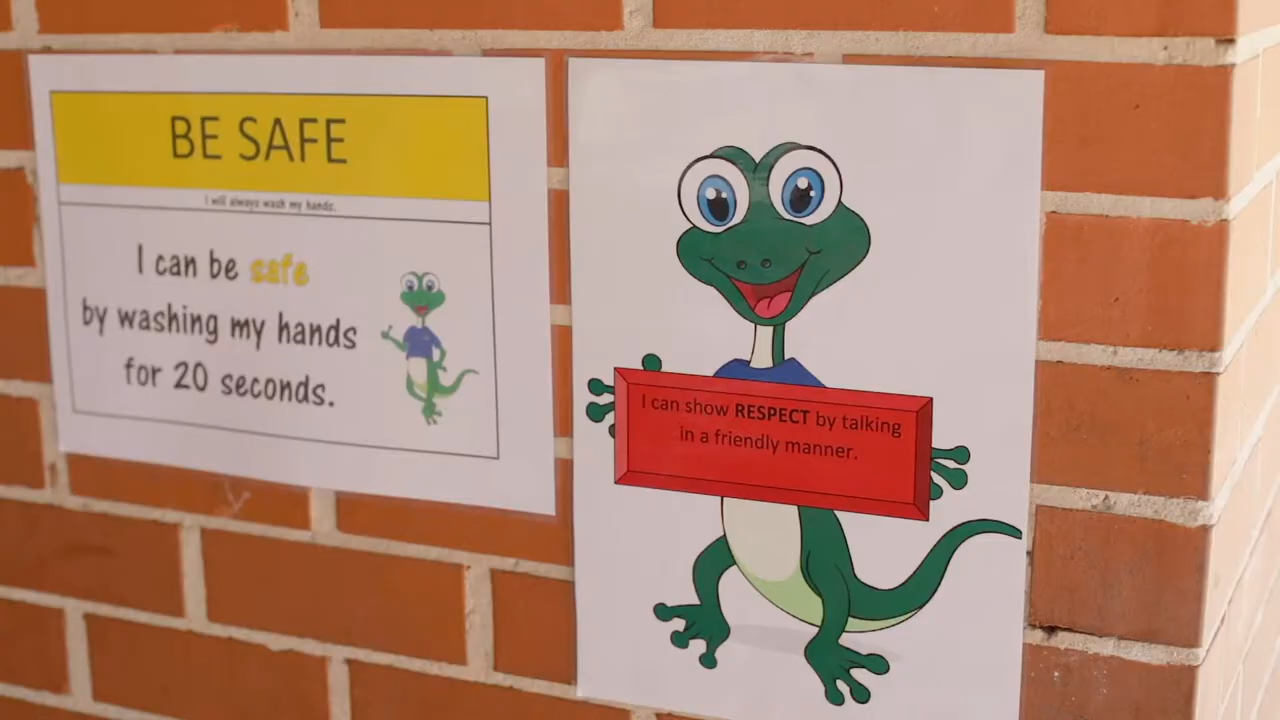 BE SAFE
I will always wash my hands.
I can be safe
by washing my hands
for 20 seconds.
I can show RESPECT by talking
in a friendly manner.